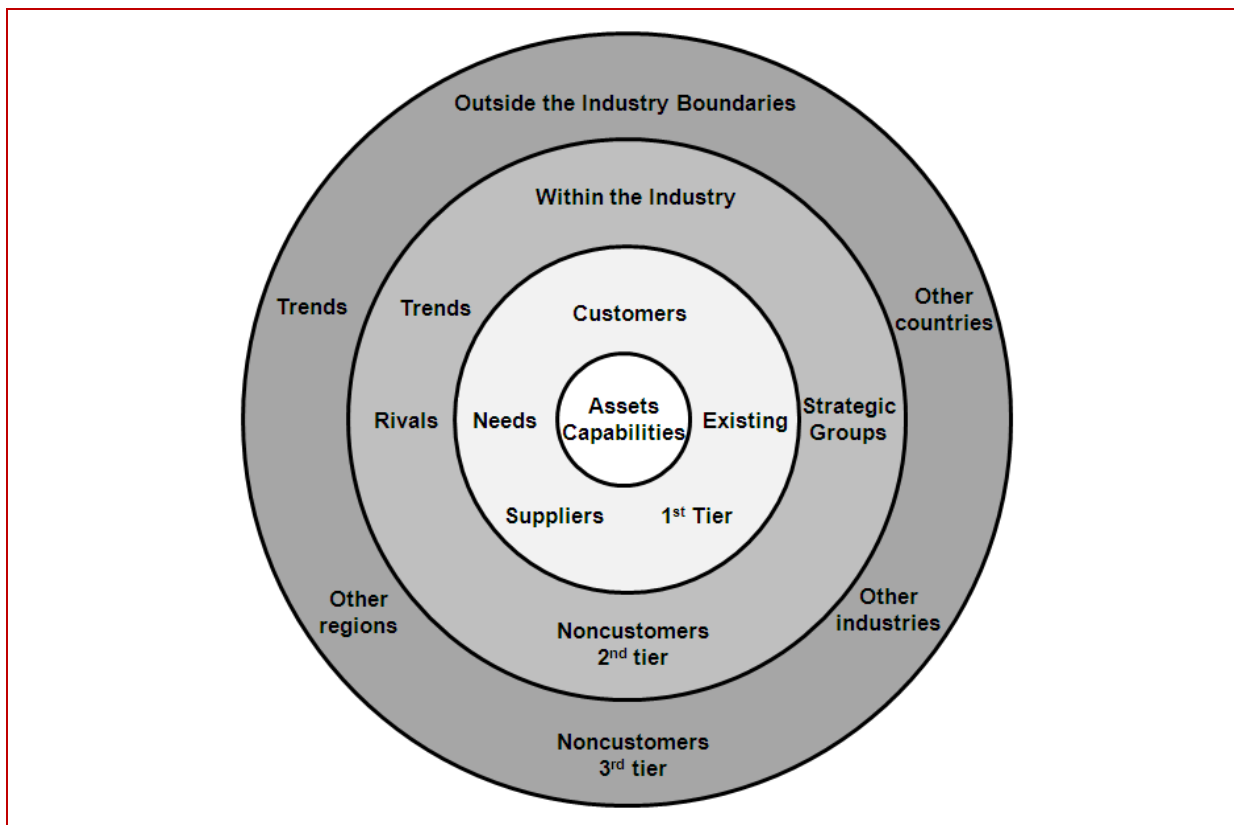 Outside the Industry Boundaries
Within the Industry
Trends
Trends
Customers
Other
countries
Rivals
Needs
Assets
Capabilities
Existing
Strategic
Groups
Suppliers
1st Tier
Other
regions
Noncustomers
2nd tier
Other
industries
Noncustomers
3rd tier